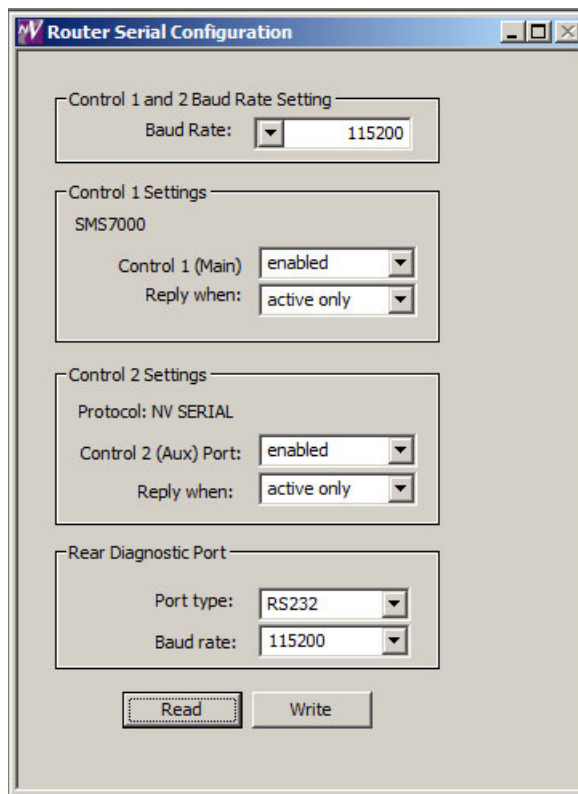 NV Router Serial Configuration
Control 1 and 2 Baud Rate Setting
Baud Rate: 115200
Control 1 Settings
SMS7000
Control 1 (Main) enabled
Reply when: active only
Control 2 Settings
Protocol: NV SERIAL
Control 2 (Aux) Port: enabled
Reply when: active only
Rear Diagnostic Port
Port type: RS232
Baud rate: 115200
Read Write